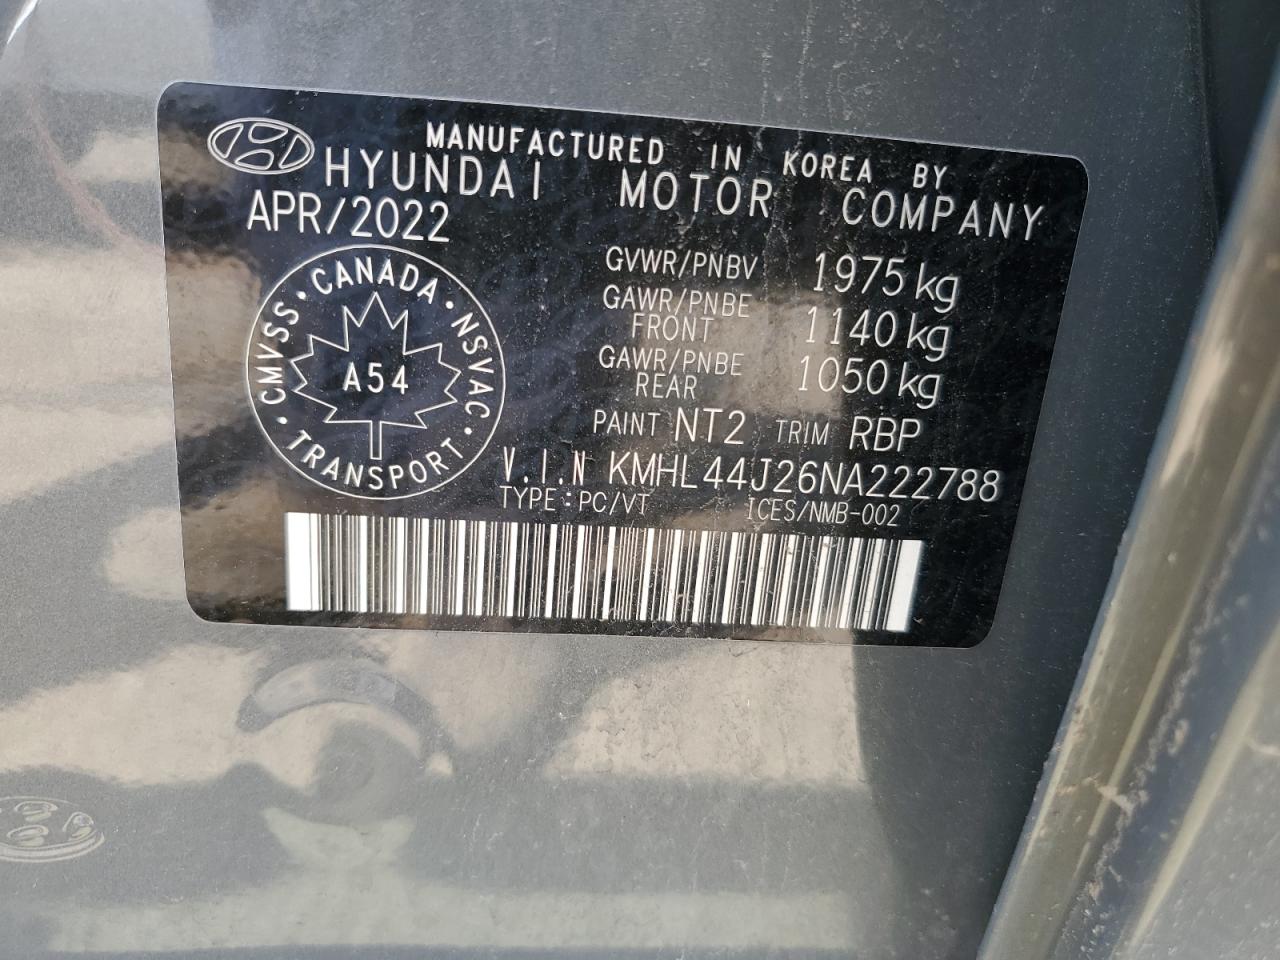 MANUFACTURED IN KOREA BY
HYUNDAI MOTOR COMPANY
APR/2022
GVWR/PNBV 1975 kg
GAWR/PNBE FRONT 1140 kg
GAWR/PNBE REAR 1050 kg
CANADA · NSVAC · TRANSPORT · CMVSS ·
A54
PAINT NT2 TRIM RBP
V.I.N KMHL44J26NA222788
TYPE:PC/VT ICES/NMB-002